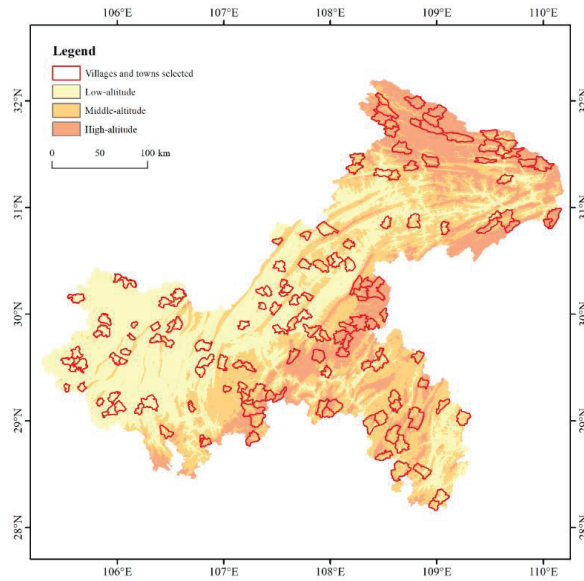 106°E 107°E 108°E 109°E 110°E
Legend
Villages and towns selected
Low-altitude
Middle-altitude
High-altitude
0 50 100 km
32°N 32°N
31°N 31°N
30°N 30°N
29°N 29°N
28°N 28°N
106°E 107°E 108°E 109°E 110°E